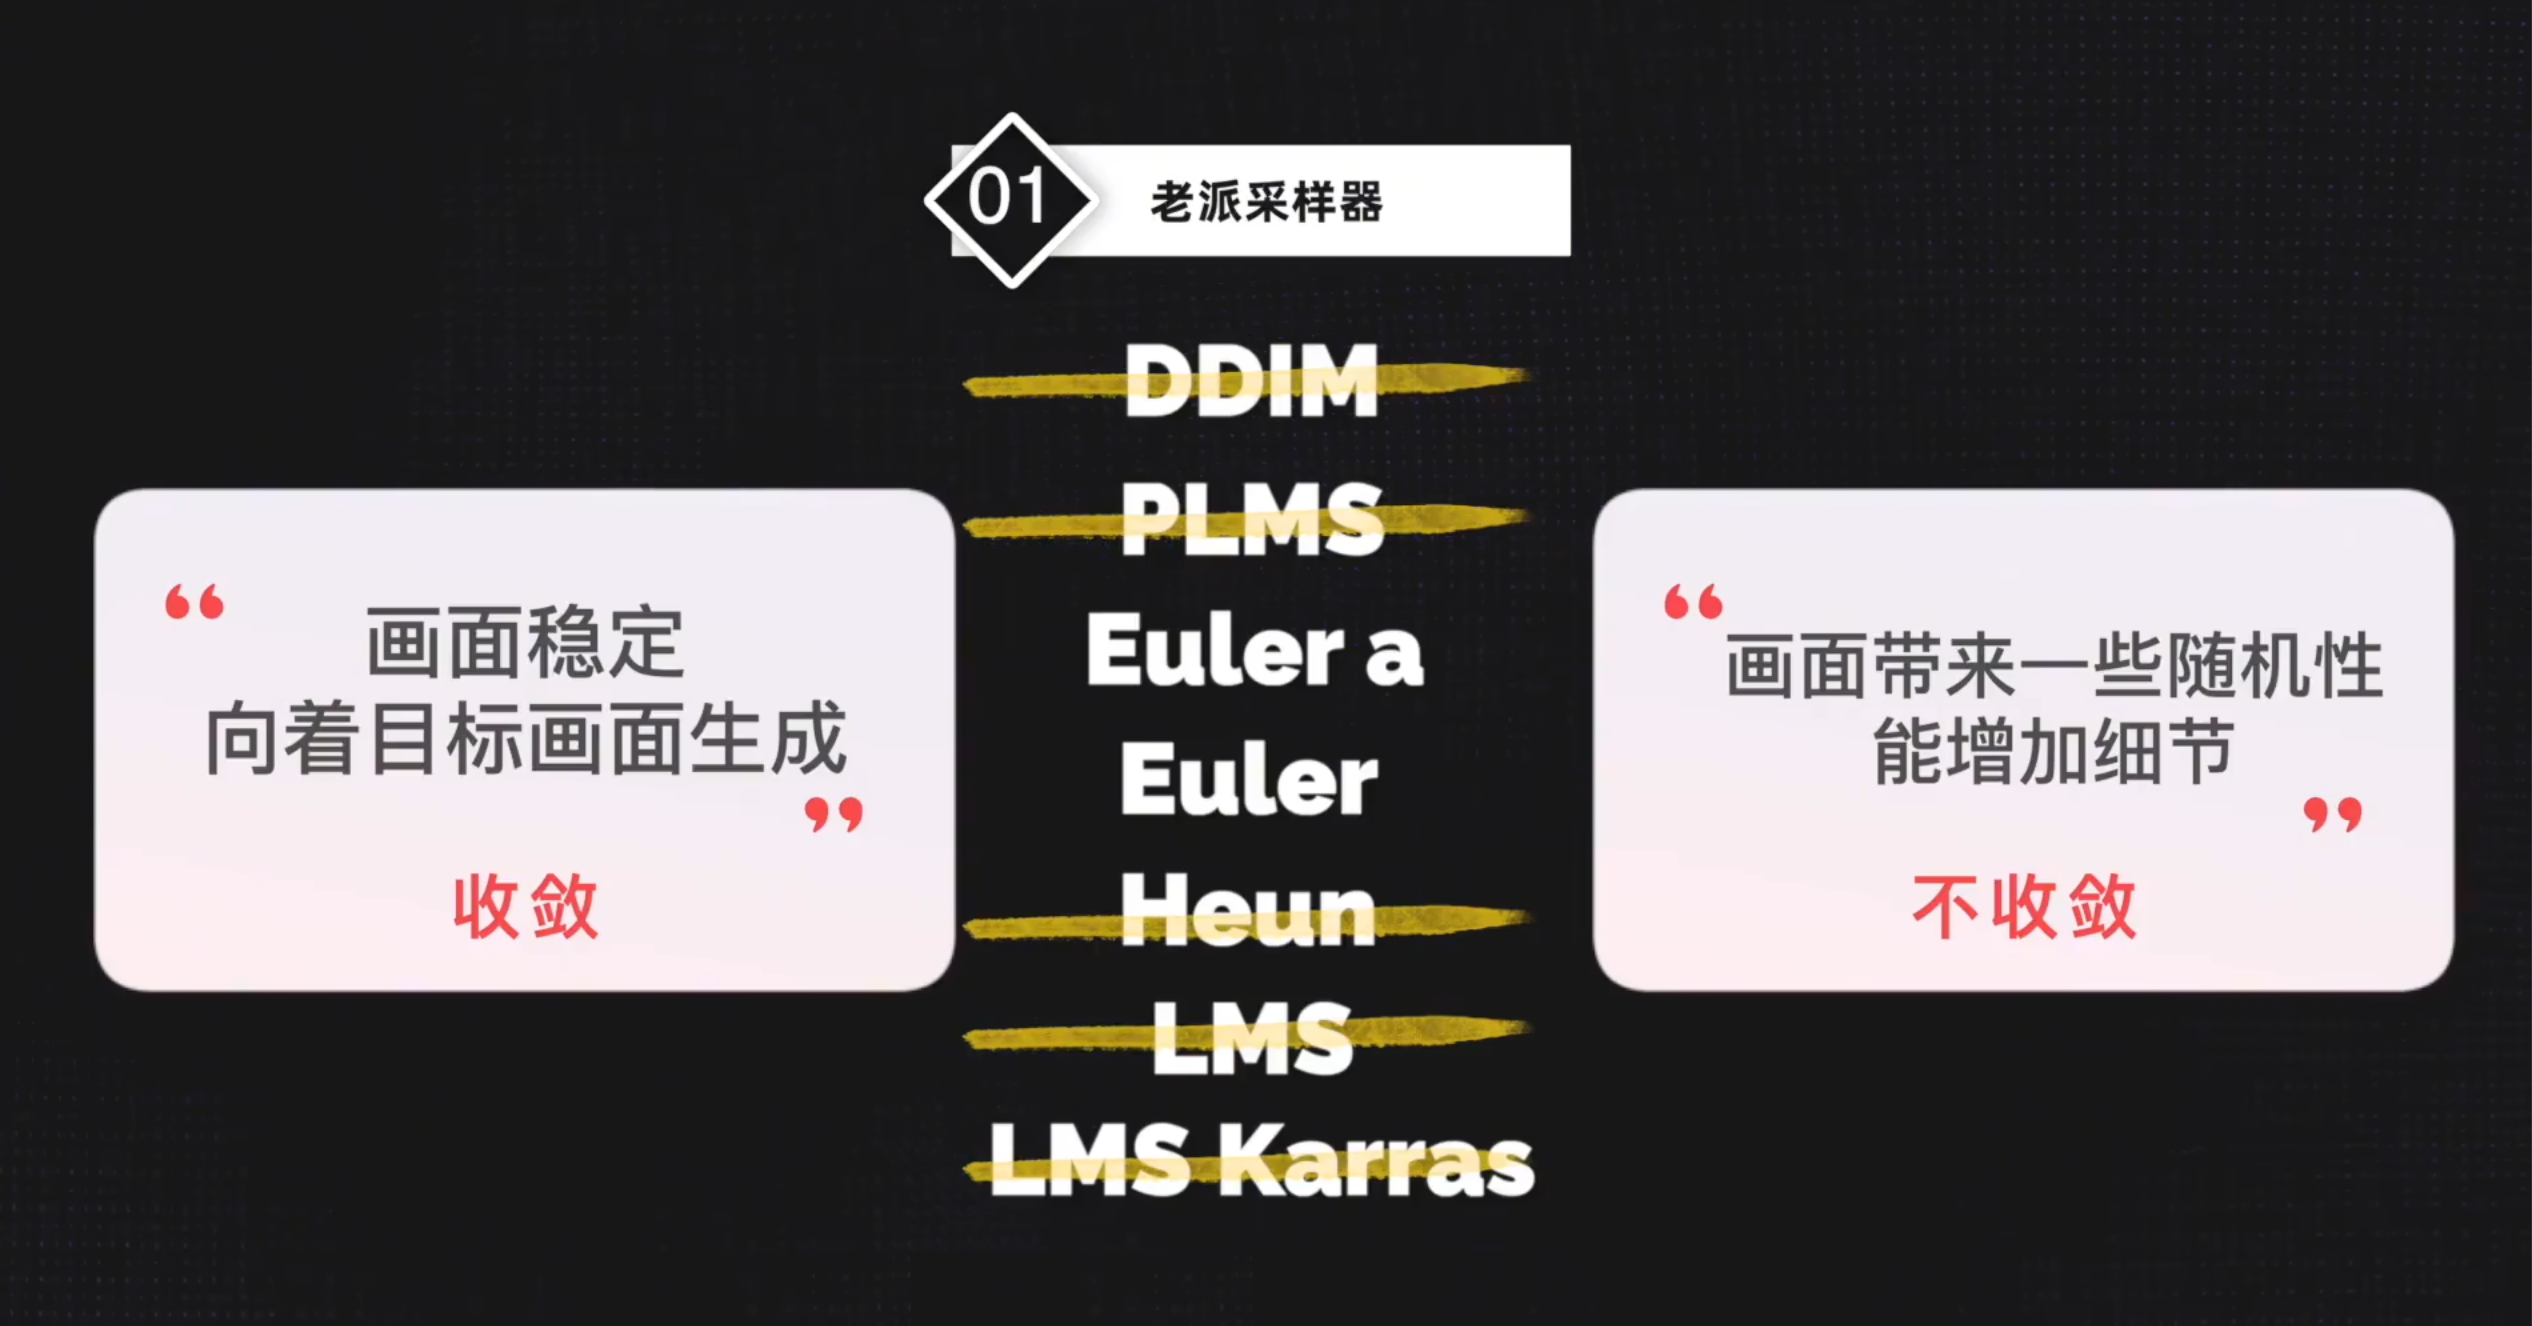 01 老派采样器
DDIM
PLMS
Euler a
Euler
Heun
LMS
LMS Karras
“画面稳定
向着目标画面生成”
收敛
“画面带来一些随机性
能增加细节”
不收敛